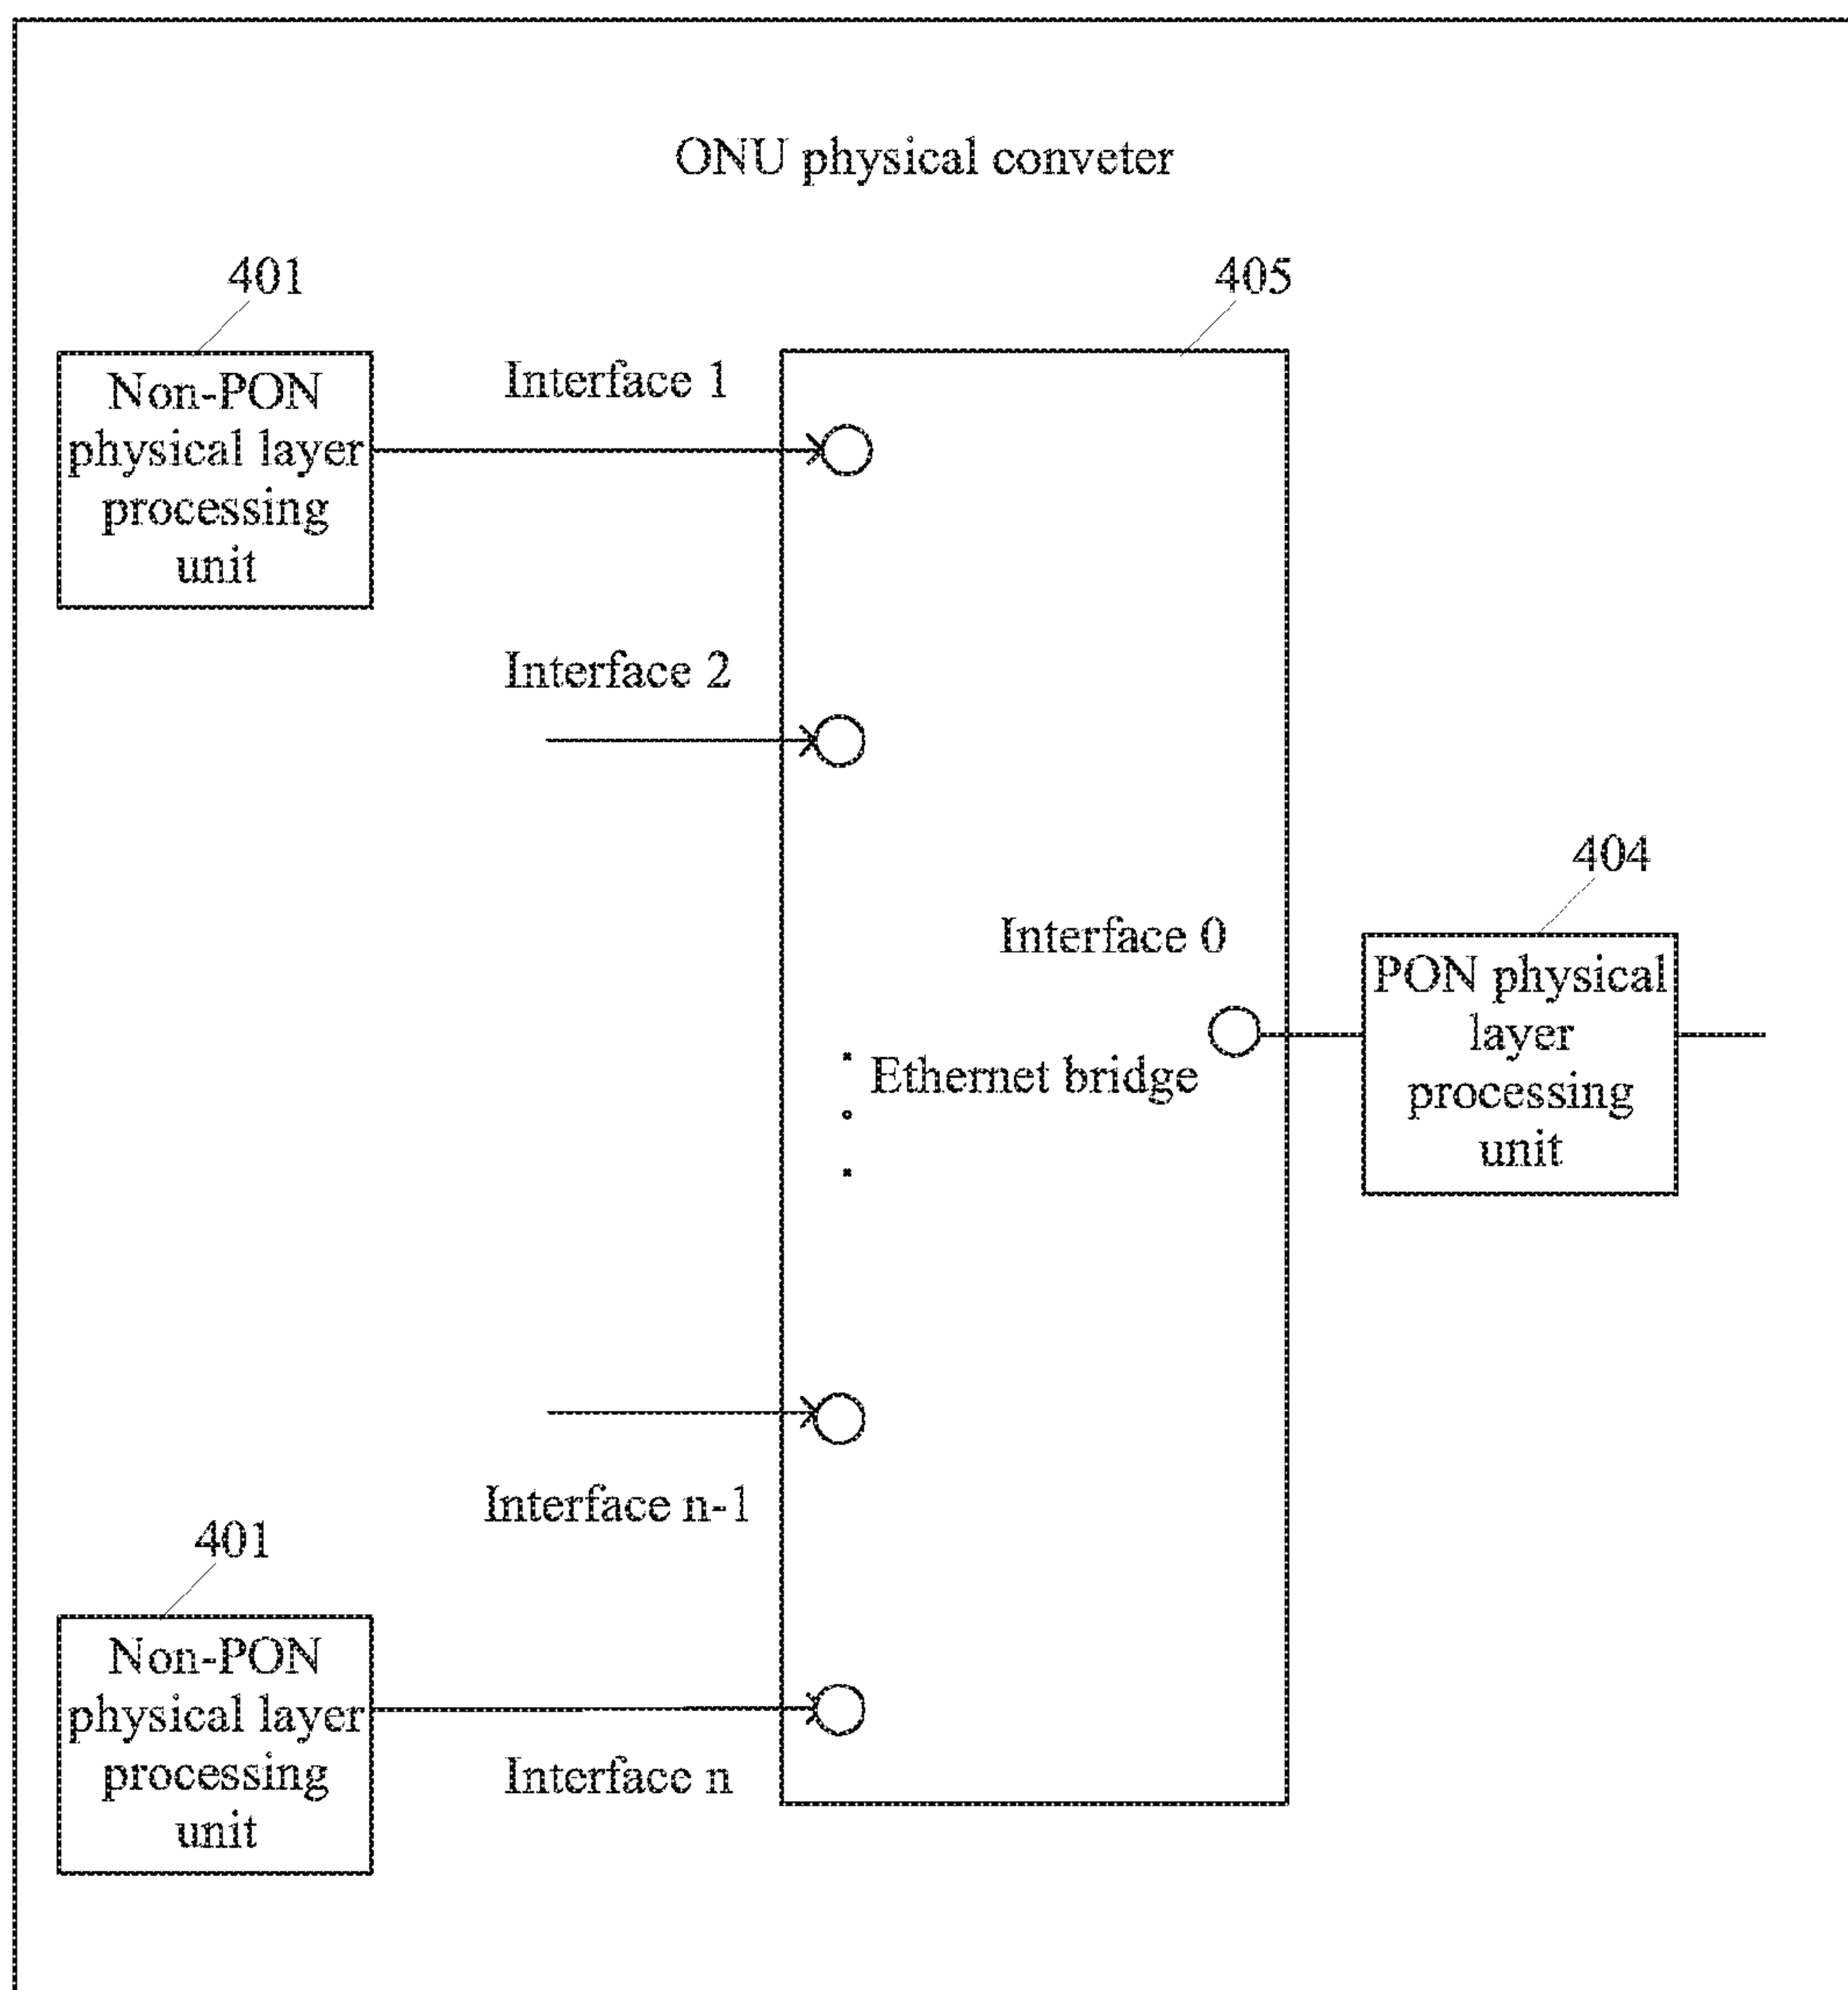 ONU physical conveter
401
405
Non-PON
physical layer
processing
unit
Interface 1
Interface 2
404
Interface 0
PON physical
layer
processing
unit
Ethernet bridge
Interface n-1
401
Non-PON
physical layer
processing
unit
Interface n